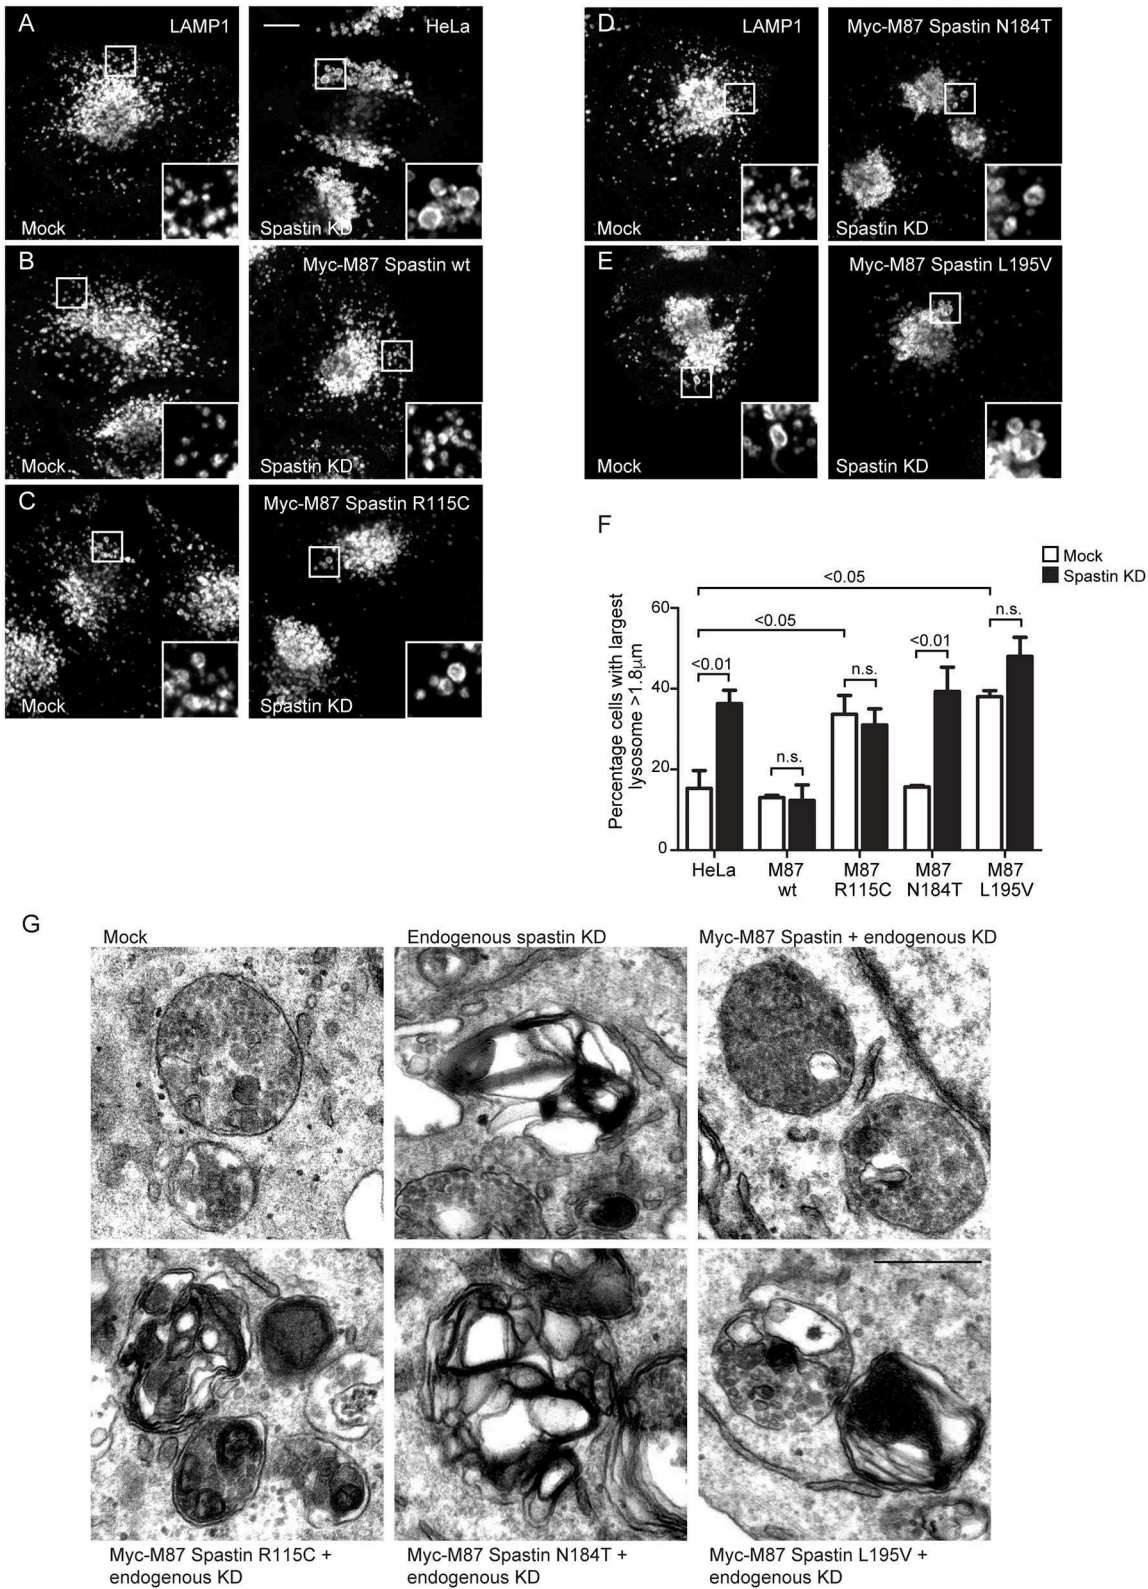 A
LAMP1
Mock
HeLa
Spastin KD
B
Mock
Myc-M87 Spastin wt
Spastin KD
C
Mock
Myc-M87 Spastin R115C
Spastin KD
D
LAMP1
Mock
Myc-M87 Spastin N184T
Spastin KD
E
Mock
Myc-M87 Spastin L195V
Spastin KD
F
Mock
Spastin KD
Percentage cells with largest
lysosome >1.8μm
60
40
20
0
<0.05
<0.05
<0.01
n.s.
n.s.
<0.01
n.s.
HeLa
M87
wt
M87
R115C
M87
N184T
M87
L195V
G
Mock
Endogenous spastin KD
Myc-M87 Spastin + endogenous KD
Myc-M87 Spastin R115C +
endogenous KD
Myc-M87 Spastin N184T +
endogenous KD
Myc-M87 Spastin L195V +
endogenous KD